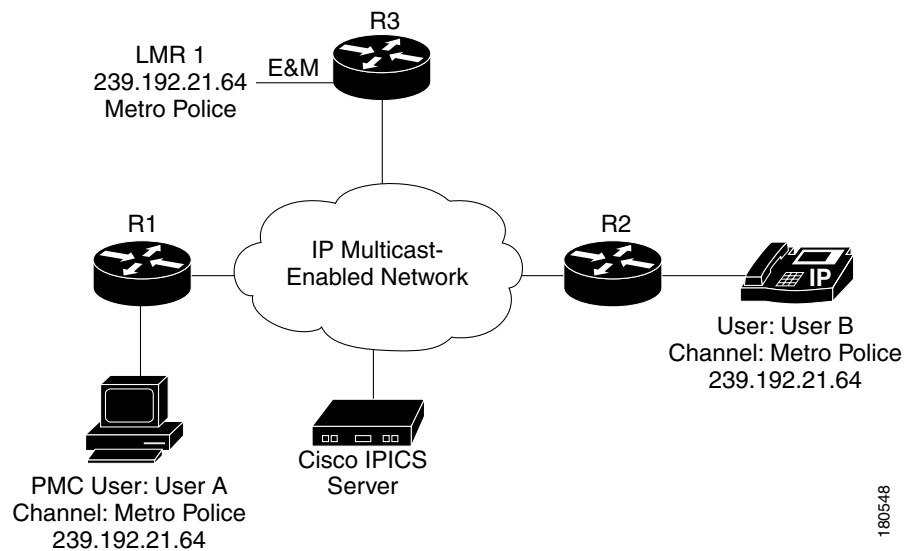 R3
LMR 1
239.192.21.64
Metro Police
E&M
R1
IP Multicast-
Enabled Network
R2
IP
User: User B
Channel: Metro Police
239.192.21.64
Cisco IPICS
Server
PMC User: User A
Channel: Metro Police
239.192.21.64
180548